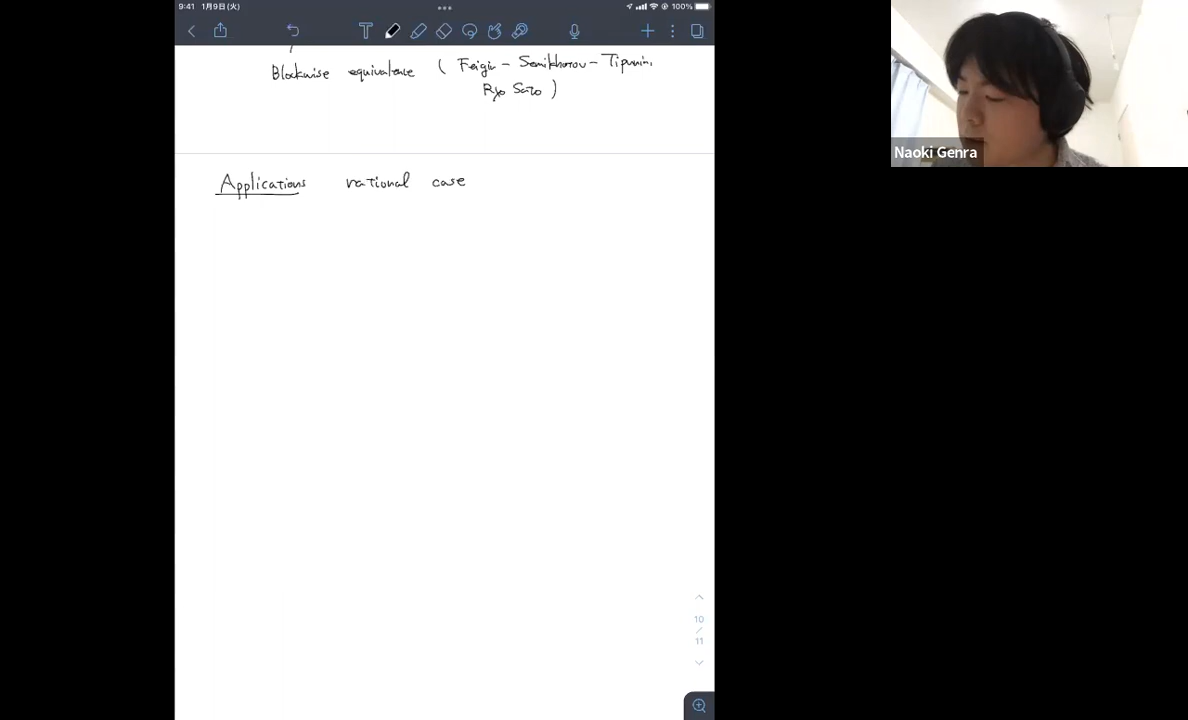 9:41 1月9日(火)
100%
Blockwise equivalence ( Feigin - Semikhatov - Tipunin,
Ryo Sato )
Applications rational case
10
/
11
Naoki Genra